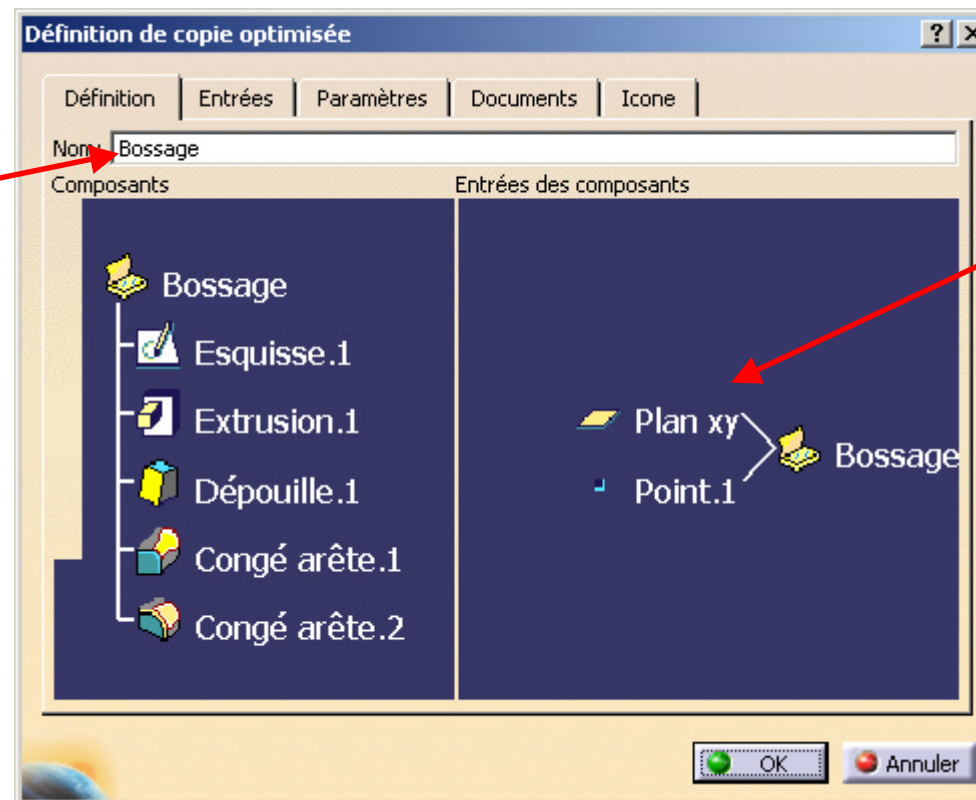 Définition de copie optimisée
Définition Entrées Paramètres Documents Icone
Nom: Bossage
Composants Entrées des composants
Bossage
Esquisse.1
Extrusion.1
Dépouille.1
Congé arête.1
Congé arête.2
Plan xy
Point.1
Bossage
OK Annuler